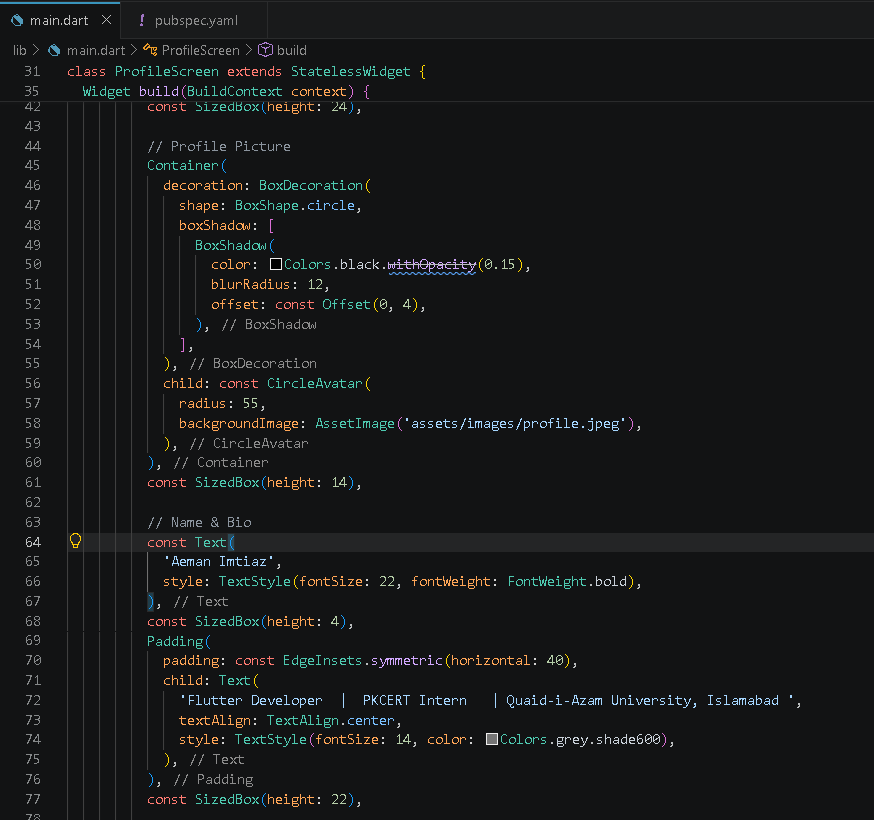 main.dart
! pubspec.yaml
lib > main.dart > ProfileScreen > build
31 class ProfileScreen extends StatelessWidget {
35 Widget build(BuildContext context) {
42 const SizedBox(height: 24),
43
44 // Profile Picture
45 Container(
46 decoration: BoxDecoration(
47 shape: BoxShape.circle,
48 boxShadow: [
49 BoxShadow(
50 color: Colors.black.withOpacity(0.15),
51 blurRadius: 12,
52 offset: const Offset(0, 4),
53 ), // BoxShadow
54 ],
55 ), // BoxDecoration
56 child: const CircleAvatar(
57 radius: 55,
58 backgroundImage: AssetImage('assets/images/profile.jpeg'),
59 ), // CircleAvatar
60 ), // Container
61 const SizedBox(height: 14),
62
63 // Name & Bio
64 const Text(
65 'Aeman Imtiaz',
66 style: TextStyle(fontSize: 22, fontWeight: FontWeight.bold),
67 ), // Text
68 const SizedBox(height: 4),
69 Padding(
70 padding: const EdgeInsets.symmetric(horizontal: 40),
71 child: Text(
72 'Flutter Developer  |  PKCERT Intern   | Quaid-i-Azam University, Islamabad ',
73 textAlign: TextAlign.center,
74 style: TextStyle(fontSize: 14, color: Colors.grey.shade600),
75 ), // Text
76 ), // Padding
77 const SizedBox(height: 22),
78